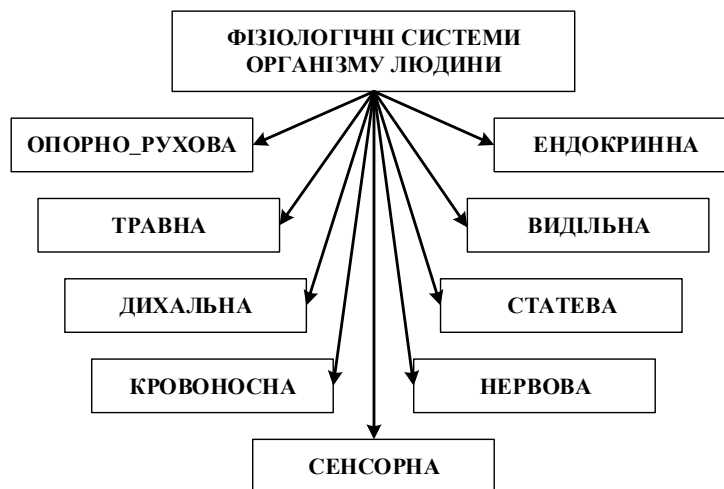 ФІЗІОЛОГІЧНІ СИСТЕМИ
ОРГАНІЗМУ ЛЮДИНИ
ОПОРНО_РУХОВА
ЕНДОКРИННА
ТРАВНА
ВИДІЛЬНА
ДИХАЛЬНА
СТАТЕВА
КРОВОНОСНА
НЕРВОВА
СЕНСОРНА